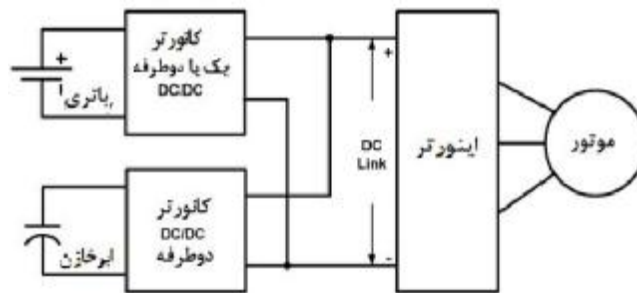 +
باتری
کانورتر
یک یا دوطرفه
DC/DC
ابرخازن
کانورتر
DC/DC
دوطرفه
+
DC
Link
-
اینورتر
موتور